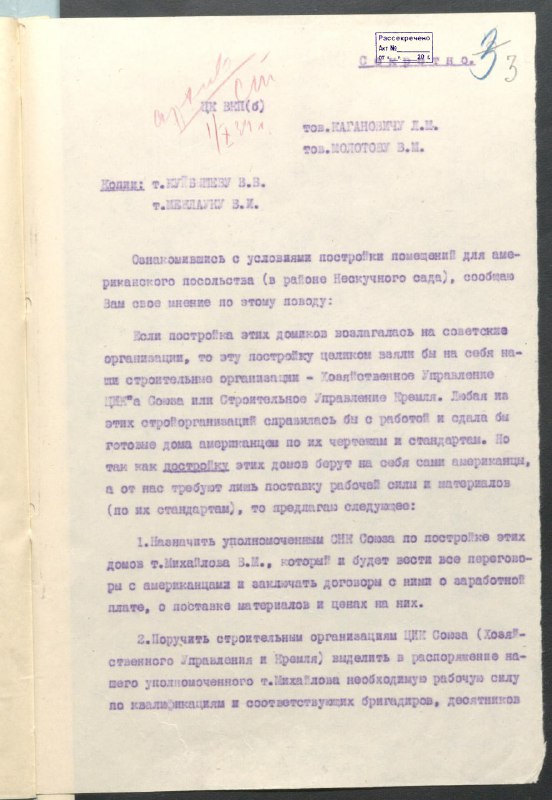 Рассекречено
Акт №
от " " 20 г.
Секретно.
3
3
архив
ЦК ВКП(б)
тов.КАГАНОВИЧУ Л.М.
тов.МОЛОТОВУ В.М.
Копии: т.КУЙБЫШЕВУ В.В.
т.МЕЖЛАУКУ В.И.
Ознакомившись с условиями постройки помещений для аме-
риканского посольства (в районе Нескучного сада), сообщаю
Вам свое мнение по этому поводу:
Если постройка этих домиков возлагалась на советские
организации, то эту постройку целиком взяли бы на себя на-
ши строительные организации - Хозяйственное Управление
ЦИК"а Союза или Строительное Управление Кремля. Любая из
этих стройорганизаций справилась бы с работой и сдала бы
готовые дома американцем по их чертежам и стандартам. Но
так как постройку этих домов берут на себя сами американцы,
а от нас требуют лишь поставку рабочей силы и материалов
(по их стандартам), то предлагаю следующее:
1.Назначить уполномоченным СНК Союза по постройке этих
домов т.Михайлова В.М., который и будет вести все перегово-
ры с американцами и заключать договоры с ними о заработной
плате, о поставке материалов и ценах на них.
2.Поручить строительным организациям ЦИК Союза (Хозяй-
ственного Управления и Кремля) выделить в распоряжение на-
шего уполномоченного т.Михайлова необходимую рабочую силу
по квалификациям и соответствующих бригадиров, десятников